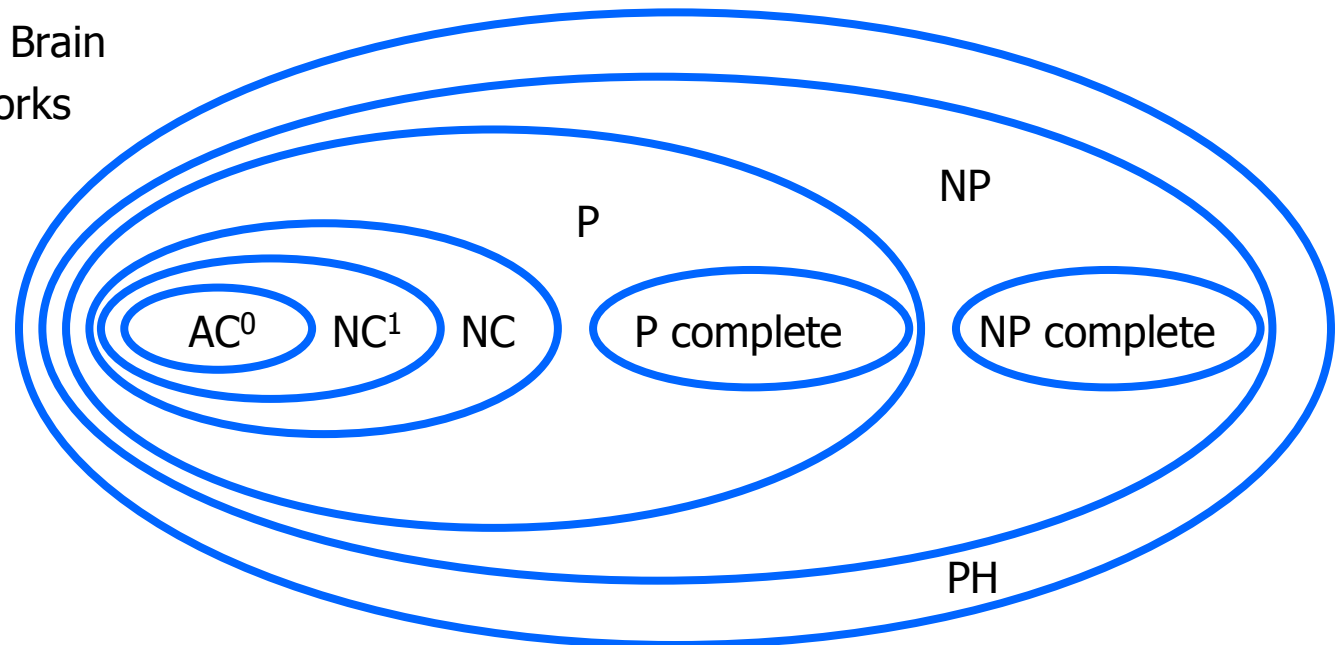 Brain
orks
NP
P
AC⁰ NC¹ NC P complete NP complete
PH